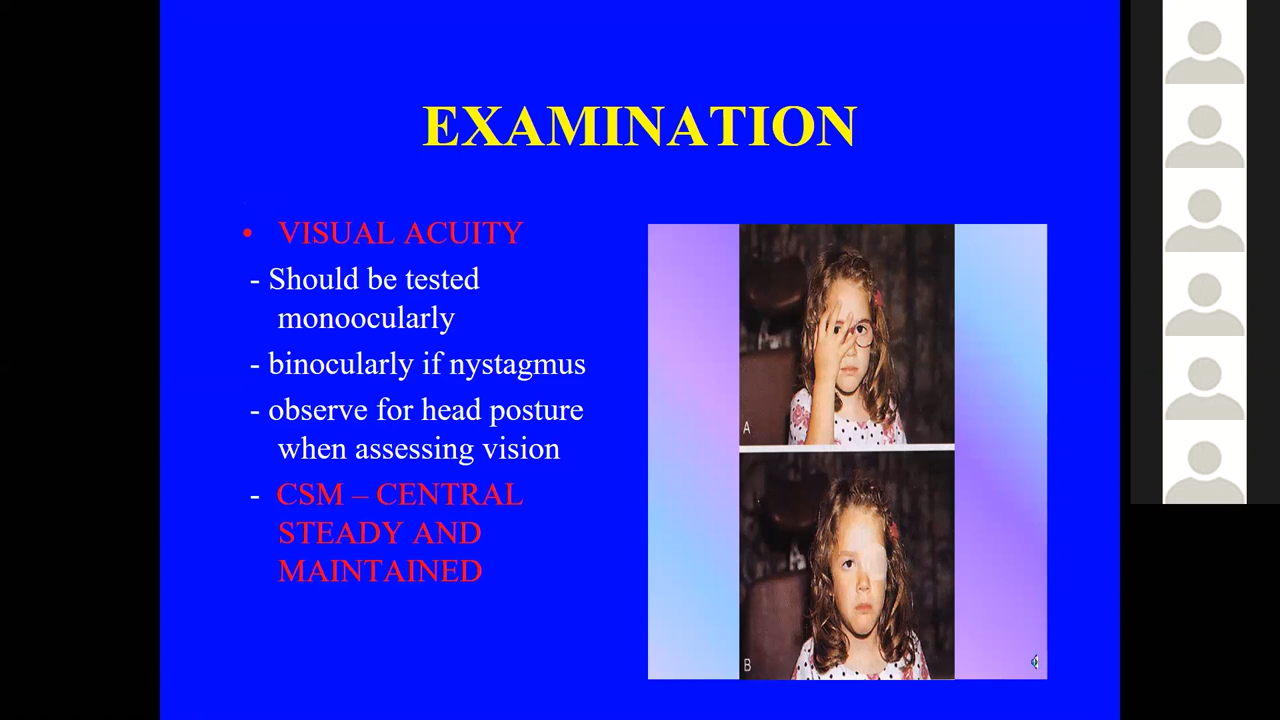 EXAMINATION
• VISUAL ACUITY
- Should be tested
monoocularly
- binocularly if nystagmus
- observe for head posture
when assessing vision
- CSM – CENTRAL
STEADY AND
MAINTAINED
A
B